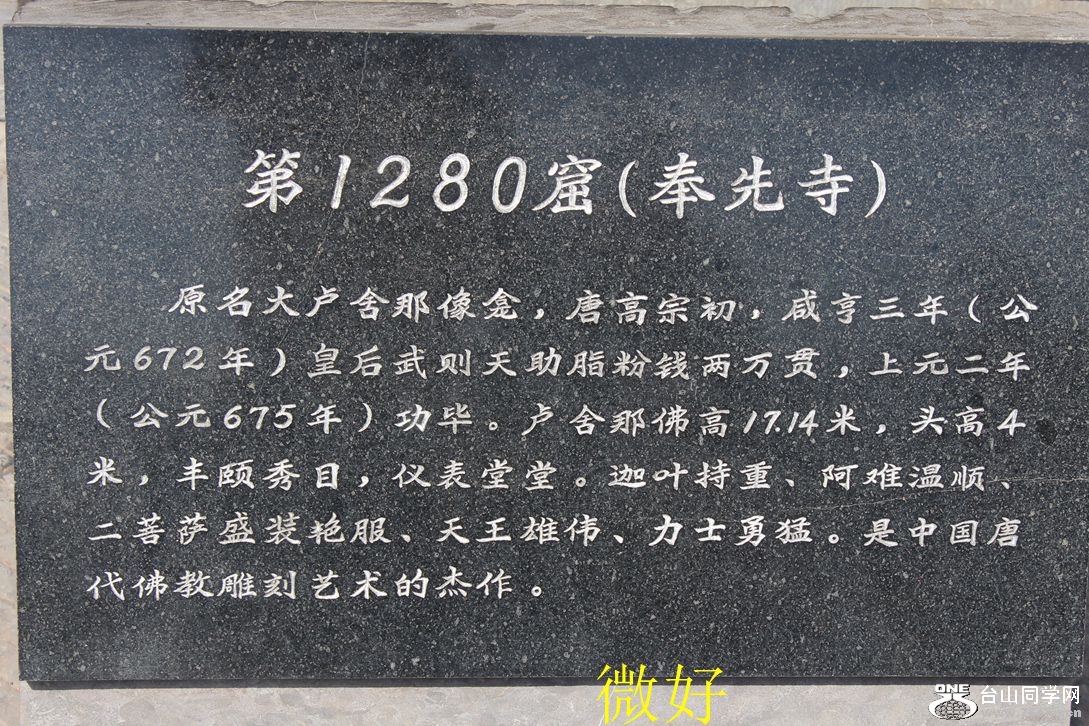 第1280窟(奉先寺)
原名大卢舍那像龛，唐高宗初，咸亨三年（公
元672年）皇后武则天助脂粉钱两万贯，上元二年
（公元675年）功毕。卢舍那佛高17.14米，头高4
米，丰颐秀目，仪表堂堂。迦叶持重、阿难温顺、
二菩萨盛装艳服、天王雄伟、力士勇猛。是中国唐
代佛教雕刻艺术的杰作。
微好
ONE 台山同学网